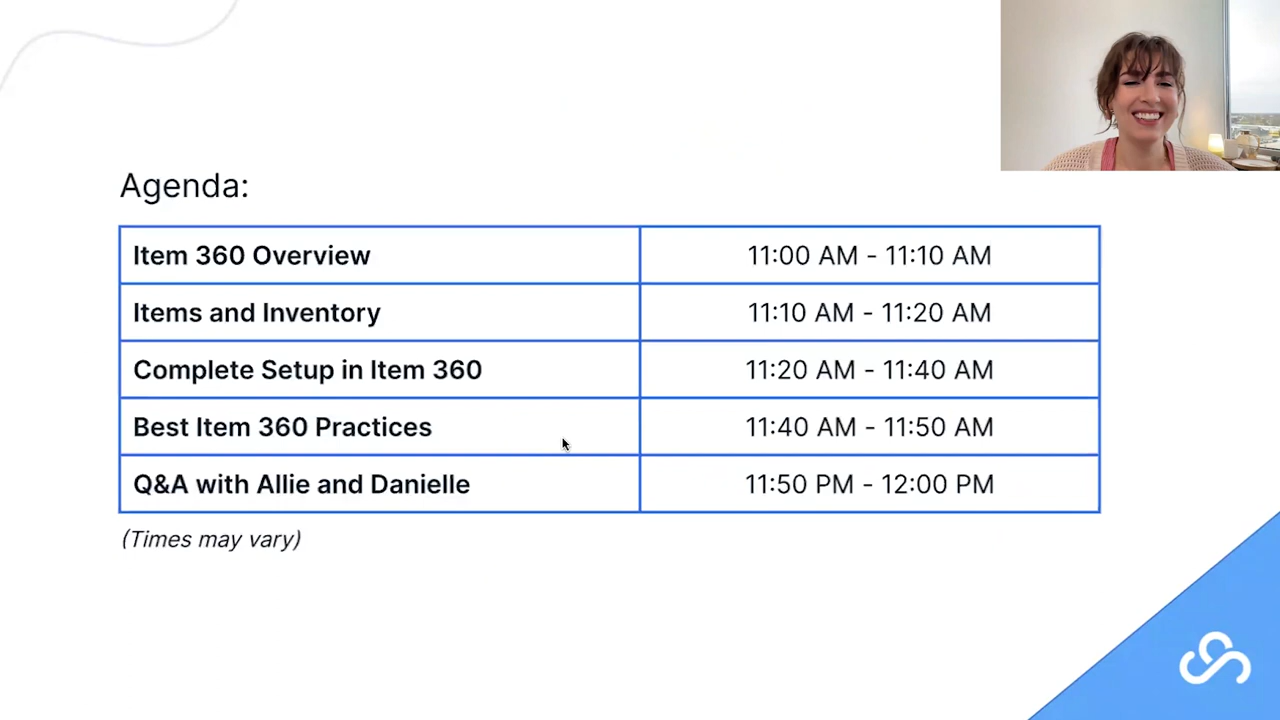 Agenda:
Item 360 Overview 11:00 AM - 11:10 AM
Items and Inventory 11:10 AM - 11:20 AM
Complete Setup in Item 360 11:20 AM - 11:40 AM
Best Item 360 Practices 11:40 AM - 11:50 AM
Q&A with Allie and Danielle 11:50 PM - 12:00 PM
(Times may vary)